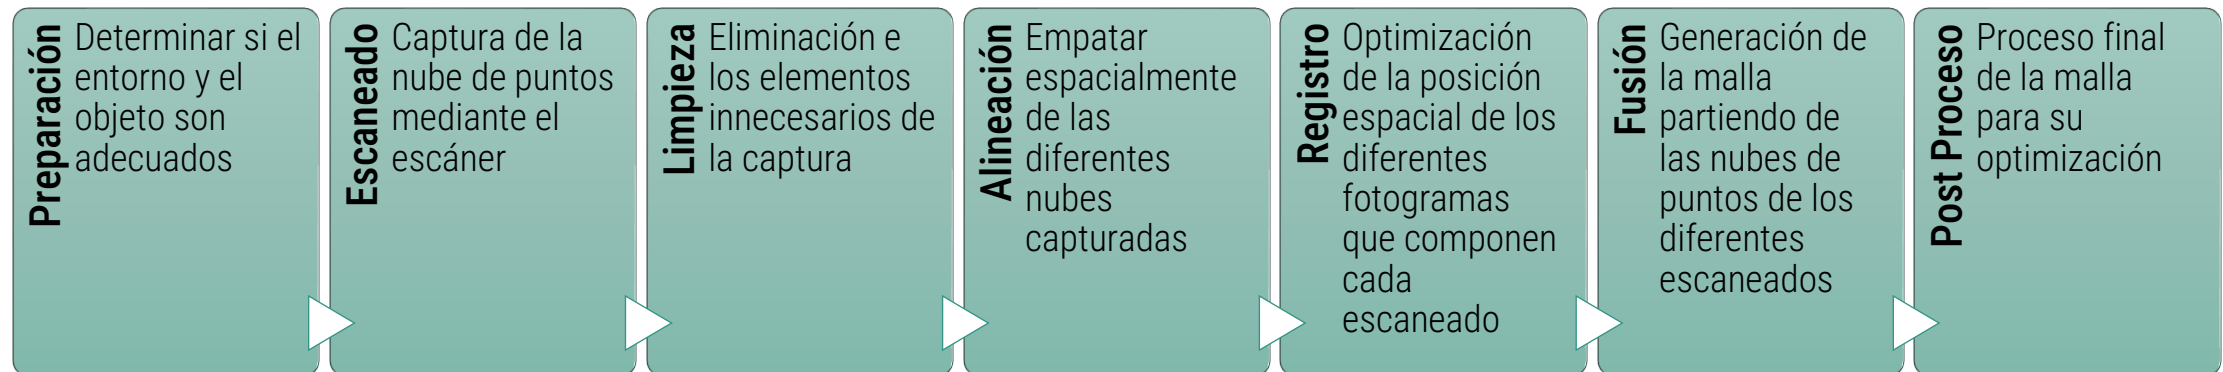 Preparación
Determinar si el
entorno y el
objeto son
adecuados
Escaneado
Captura de la
nube de puntos
mediante el
escáner
Limpieza
Eliminación e
los elementos
innecesarios de
la captura
Alineación
Empatar
espacialmente
de las
diferentes
nubes
capturadas
Registro
Optimización
de la posición
espacial de los
diferentes
fotogramas
que componen
cada
escaneado
Fusión
Generación de
la malla
partiendo de
las nubes de
puntos de los
diferentes
escaneados
Post Proceso
Proceso final
de la malla
para su
optimización